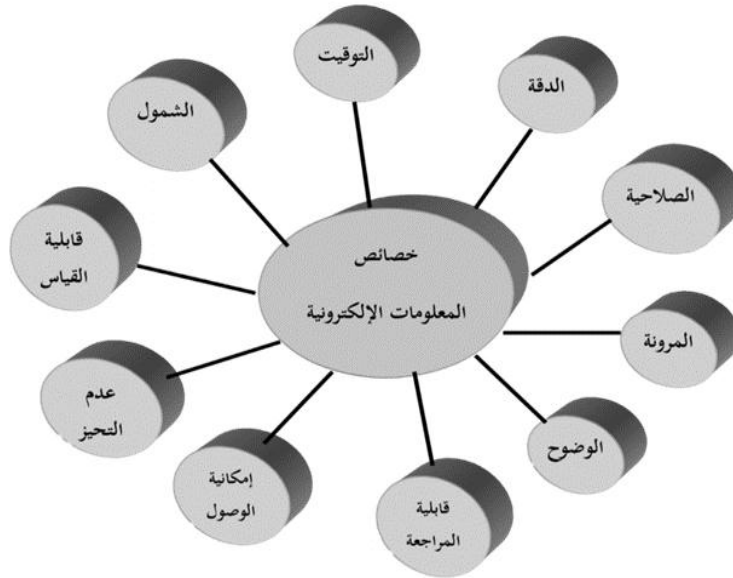 خصائص
المعلومات الإلكترونية
التوقيت
الدقة
الصلاحية
المرونة
الوضوح
قابلية
المراجعة
إمكانية
الوصول
عدم
التحيز
قابلية
القياس
الشمول